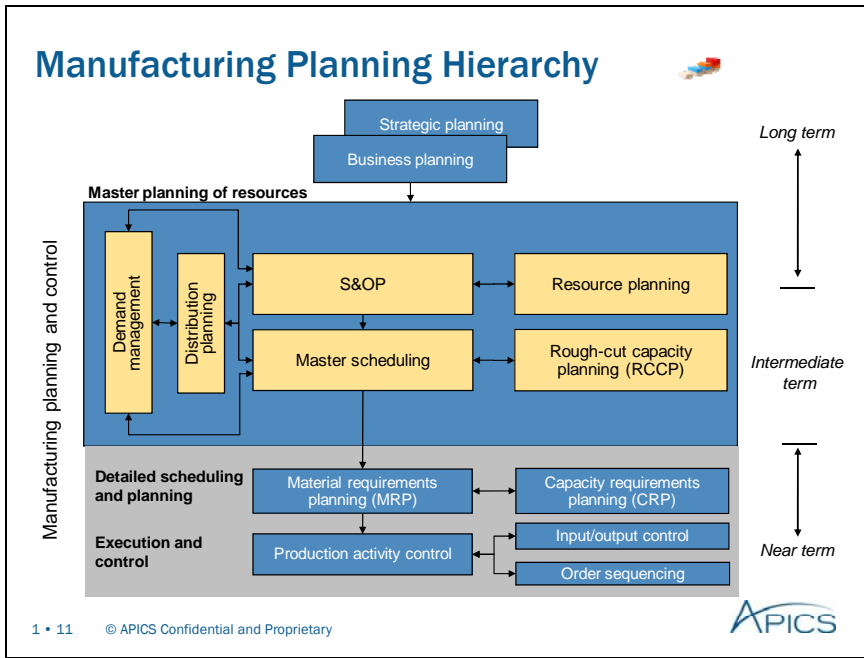 Manufacturing Planning Hierarchy
Strategic planning
Business planning
Long term
Master planning of resources
Manufacturing planning and control
Demand
management
Distribution
planning
S&OP
Resource planning
Master scheduling
Rough-cut capacity
planning (RCCP)
Intermediate
term
Detailed scheduling
and planning
Material requirements
planning (MRP)
Capacity requirements
planning (CRP)
Execution and
control
Production activity control
Input/output control
Order sequencing
Near term
1 • 11 © APICS Confidential and Proprietary
APICS